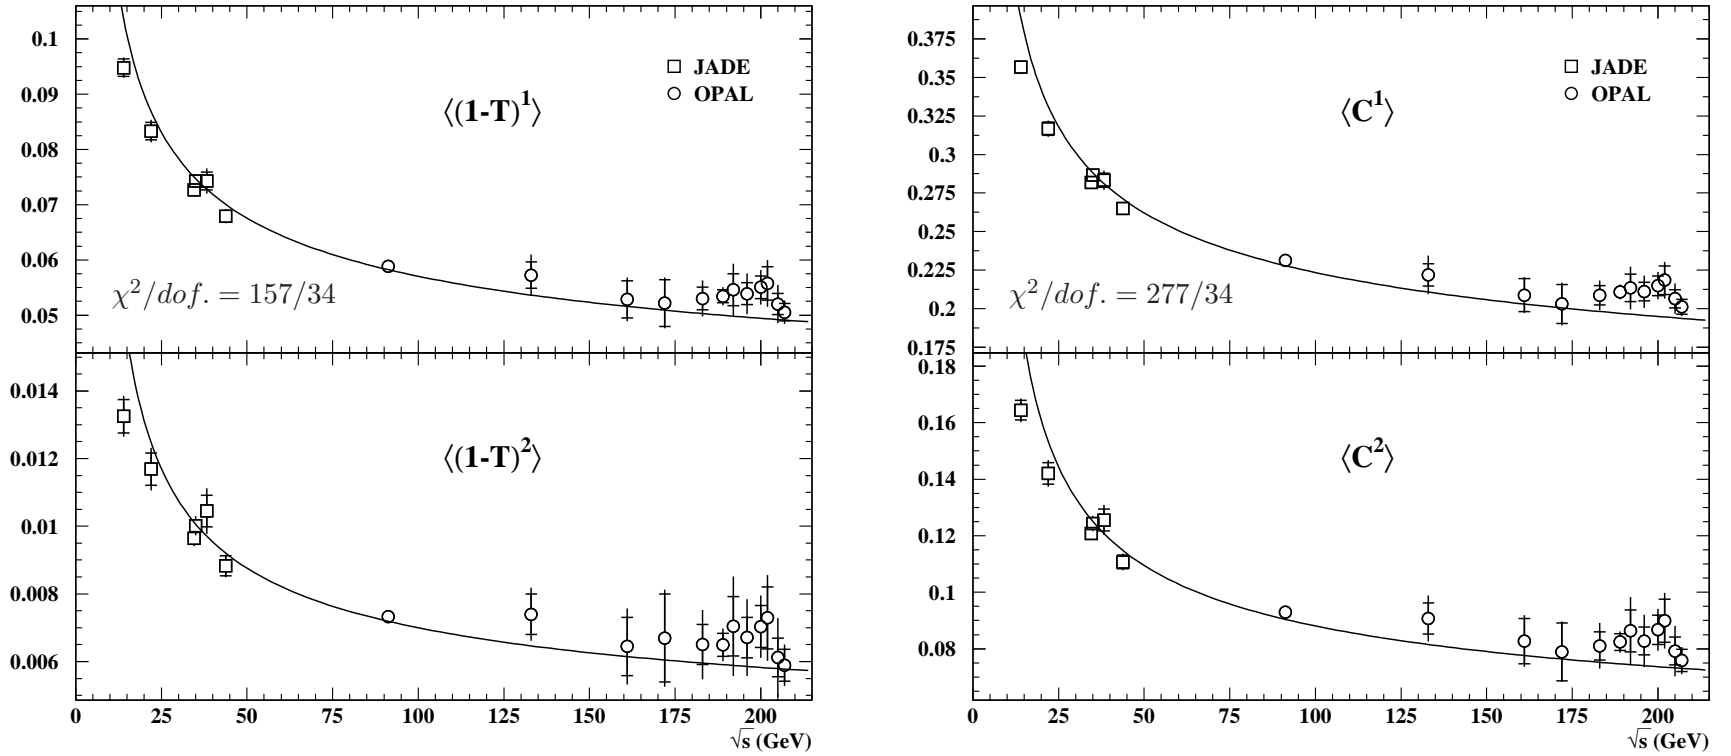 0.1
0.09
0.08
0.07
0.06
0.05
JADE
OPAL
⟨(1-T)¹⟩
χ²/dof. = 157/34
0.014
0.012
0.01
0.008
0.006
⟨(1-T)²⟩
0 25 50 75 100 125 150 175 200
√s (GeV)
0.375
0.35
0.325
0.3
0.275
0.25
0.225
0.2
0.175
JADE
OPAL
⟨C¹⟩
χ²/dof. = 277/34
0.18
0.16
0.14
0.12
0.1
0.08
⟨C²⟩
0 25 50 75 100 125 150 175 200
√s (GeV)